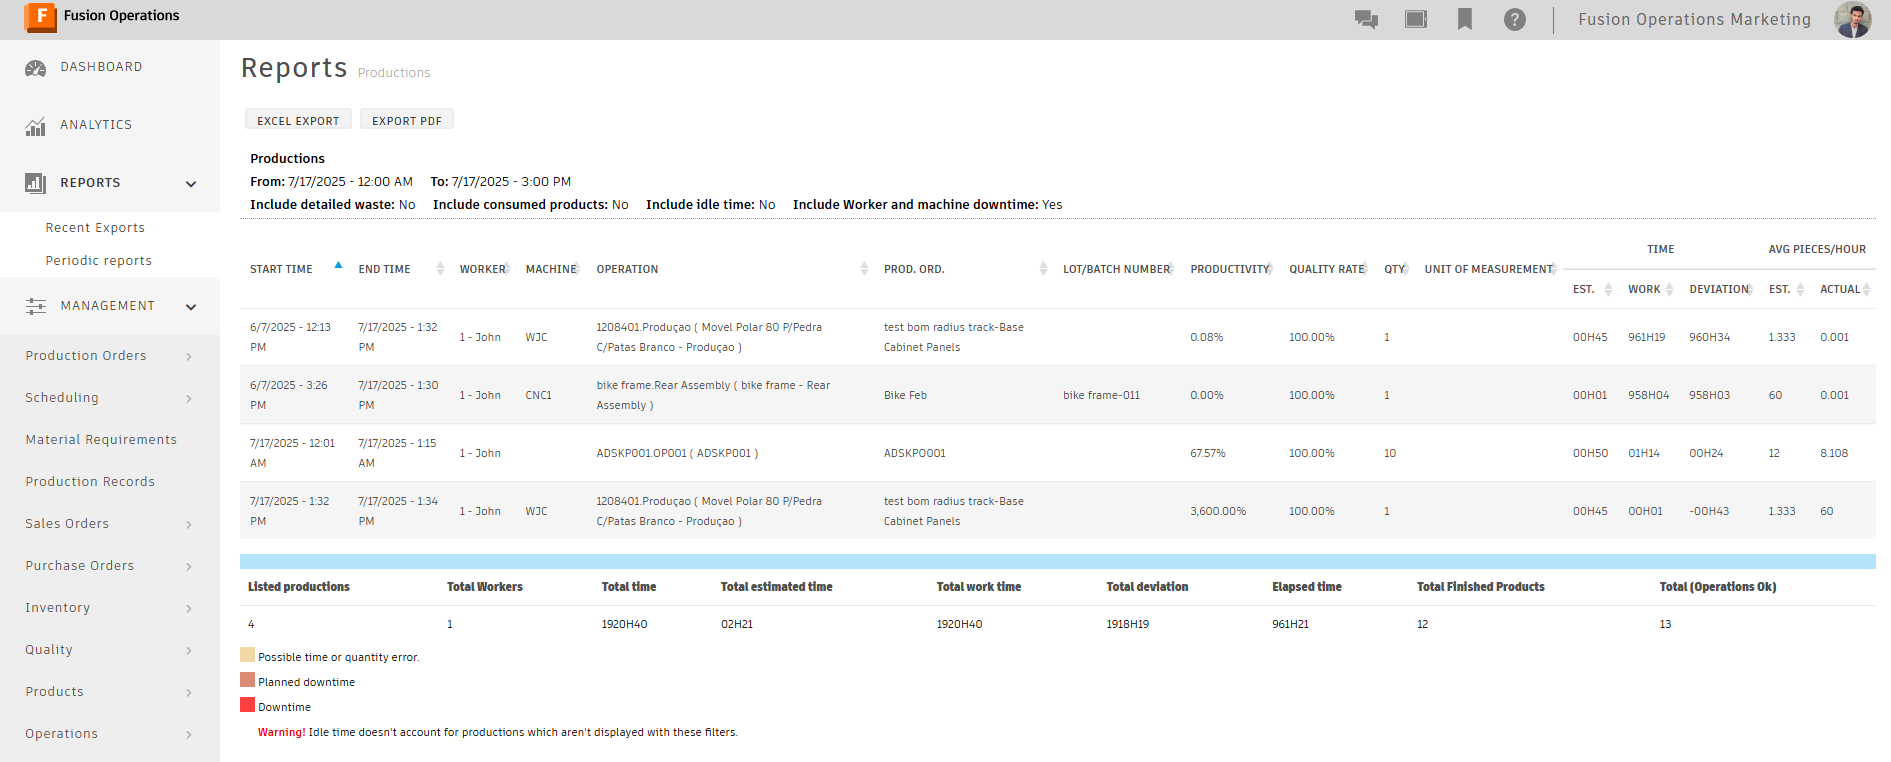 F Fusion Operations
? Fusion Operations Marketing
DASHBOARD
ANALYTICS
REPORTS
Recent Exports
Periodic reports
MANAGEMENT
Production Orders
Scheduling
Material Requirements
Production Records
Sales Orders
Purchase Orders
Inventory
Quality
Products
Operations
Reports Productions
EXCEL EXPORT EXPORT PDF
Productions
From: 7/17/2025 - 12:00 AM To: 7/17/2025 - 3:00 PM
Include detailed waste: No Include consumed products: No Include idle time: No Include Worker and machine downtime: Yes
TIME AVG PIECES/HOUR
START TIME END TIME WORKER MACHINE OPERATION PROD. ORD. LOT/BATCH NUMBER PRODUCTIVITY QUALITY RATE QTY UNIT OF MEASUREMENT
EST. WORK DEVIATION EST. ACTUAL
6/7/2025 - 12:13 7/17/2025 - 1:32 1208401.Produçao ( Movel Polar 80 P/Pedra test bom radius track-Base
1 - John WJC 0.08% 100.00% 1 00H45 961H19 960H34 1.333 0.001
PM PM C/Patas Branco - Produçao ) Cabinet Panels
6/7/2025 - 3:26 7/17/2025 - 1:30 bike frame.Rear Assembly ( bike frame - Rear
1 - John CNC1 Bike Feb bike frame-011 0.00% 100.00% 1 00H01 958H04 958H03 60 0.001
PM PM Assembly )
7/17/2025 - 12:01 7/17/2025 - 1:15
1 - John ADSKP001.OP001 ( ADSKP001 ) ADSKPO001 67.57% 100.00% 10 00H50 01H14 00H24 12 8.108
AM AM
7/17/2025 - 1:32 7/17/2025 - 1:34 1208401.Produçao ( Movel Polar 80 P/Pedra test bom radius track-Base
1 - John WJC 3,600.00% 100.00% 1 00H45 00H01 -00H43 1.333 60
PM PM C/Patas Branco - Produçao ) Cabinet Panels
Listed productions Total Workers Total time Total estimated time Total work time Total deviation Elapsed time Total Finished Products Total (Operations Ok)
4 1 1920H40 02H21 1920H40 1918H19 961H21 12 13
Possible time or quantity error.
Planned downtime
Downtime
Warning! Idle time doesn't account for productions which aren't displayed with these filters.